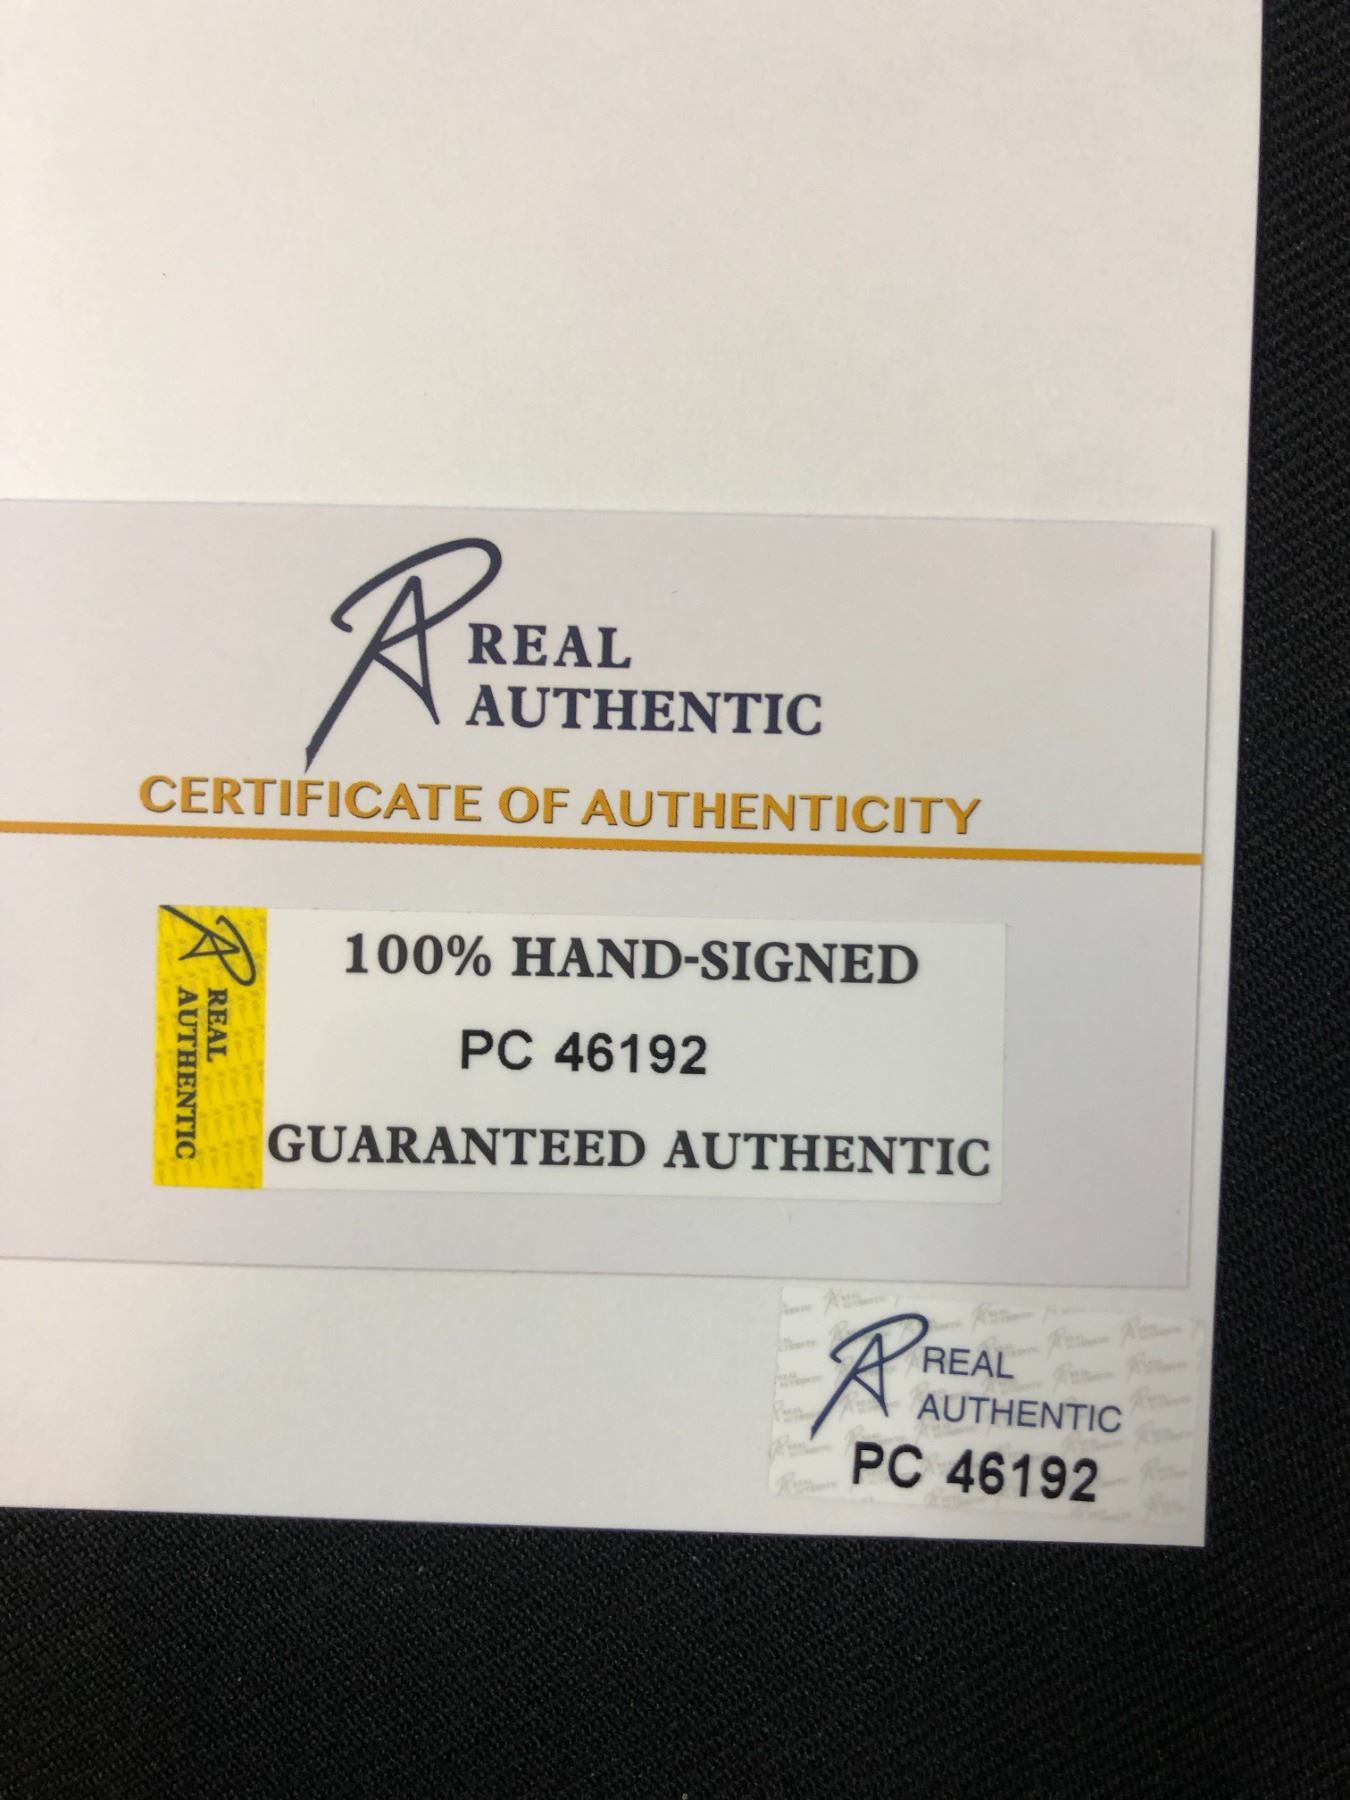 REAL
AUTHENTIC
CERTIFICATE OF AUTHENTICITY
REAL
AUTHENTIC
100% HAND-SIGNED
PC 46192
GUARANTEED AUTHENTIC
REAL
AUTHENTIC
PC 46192